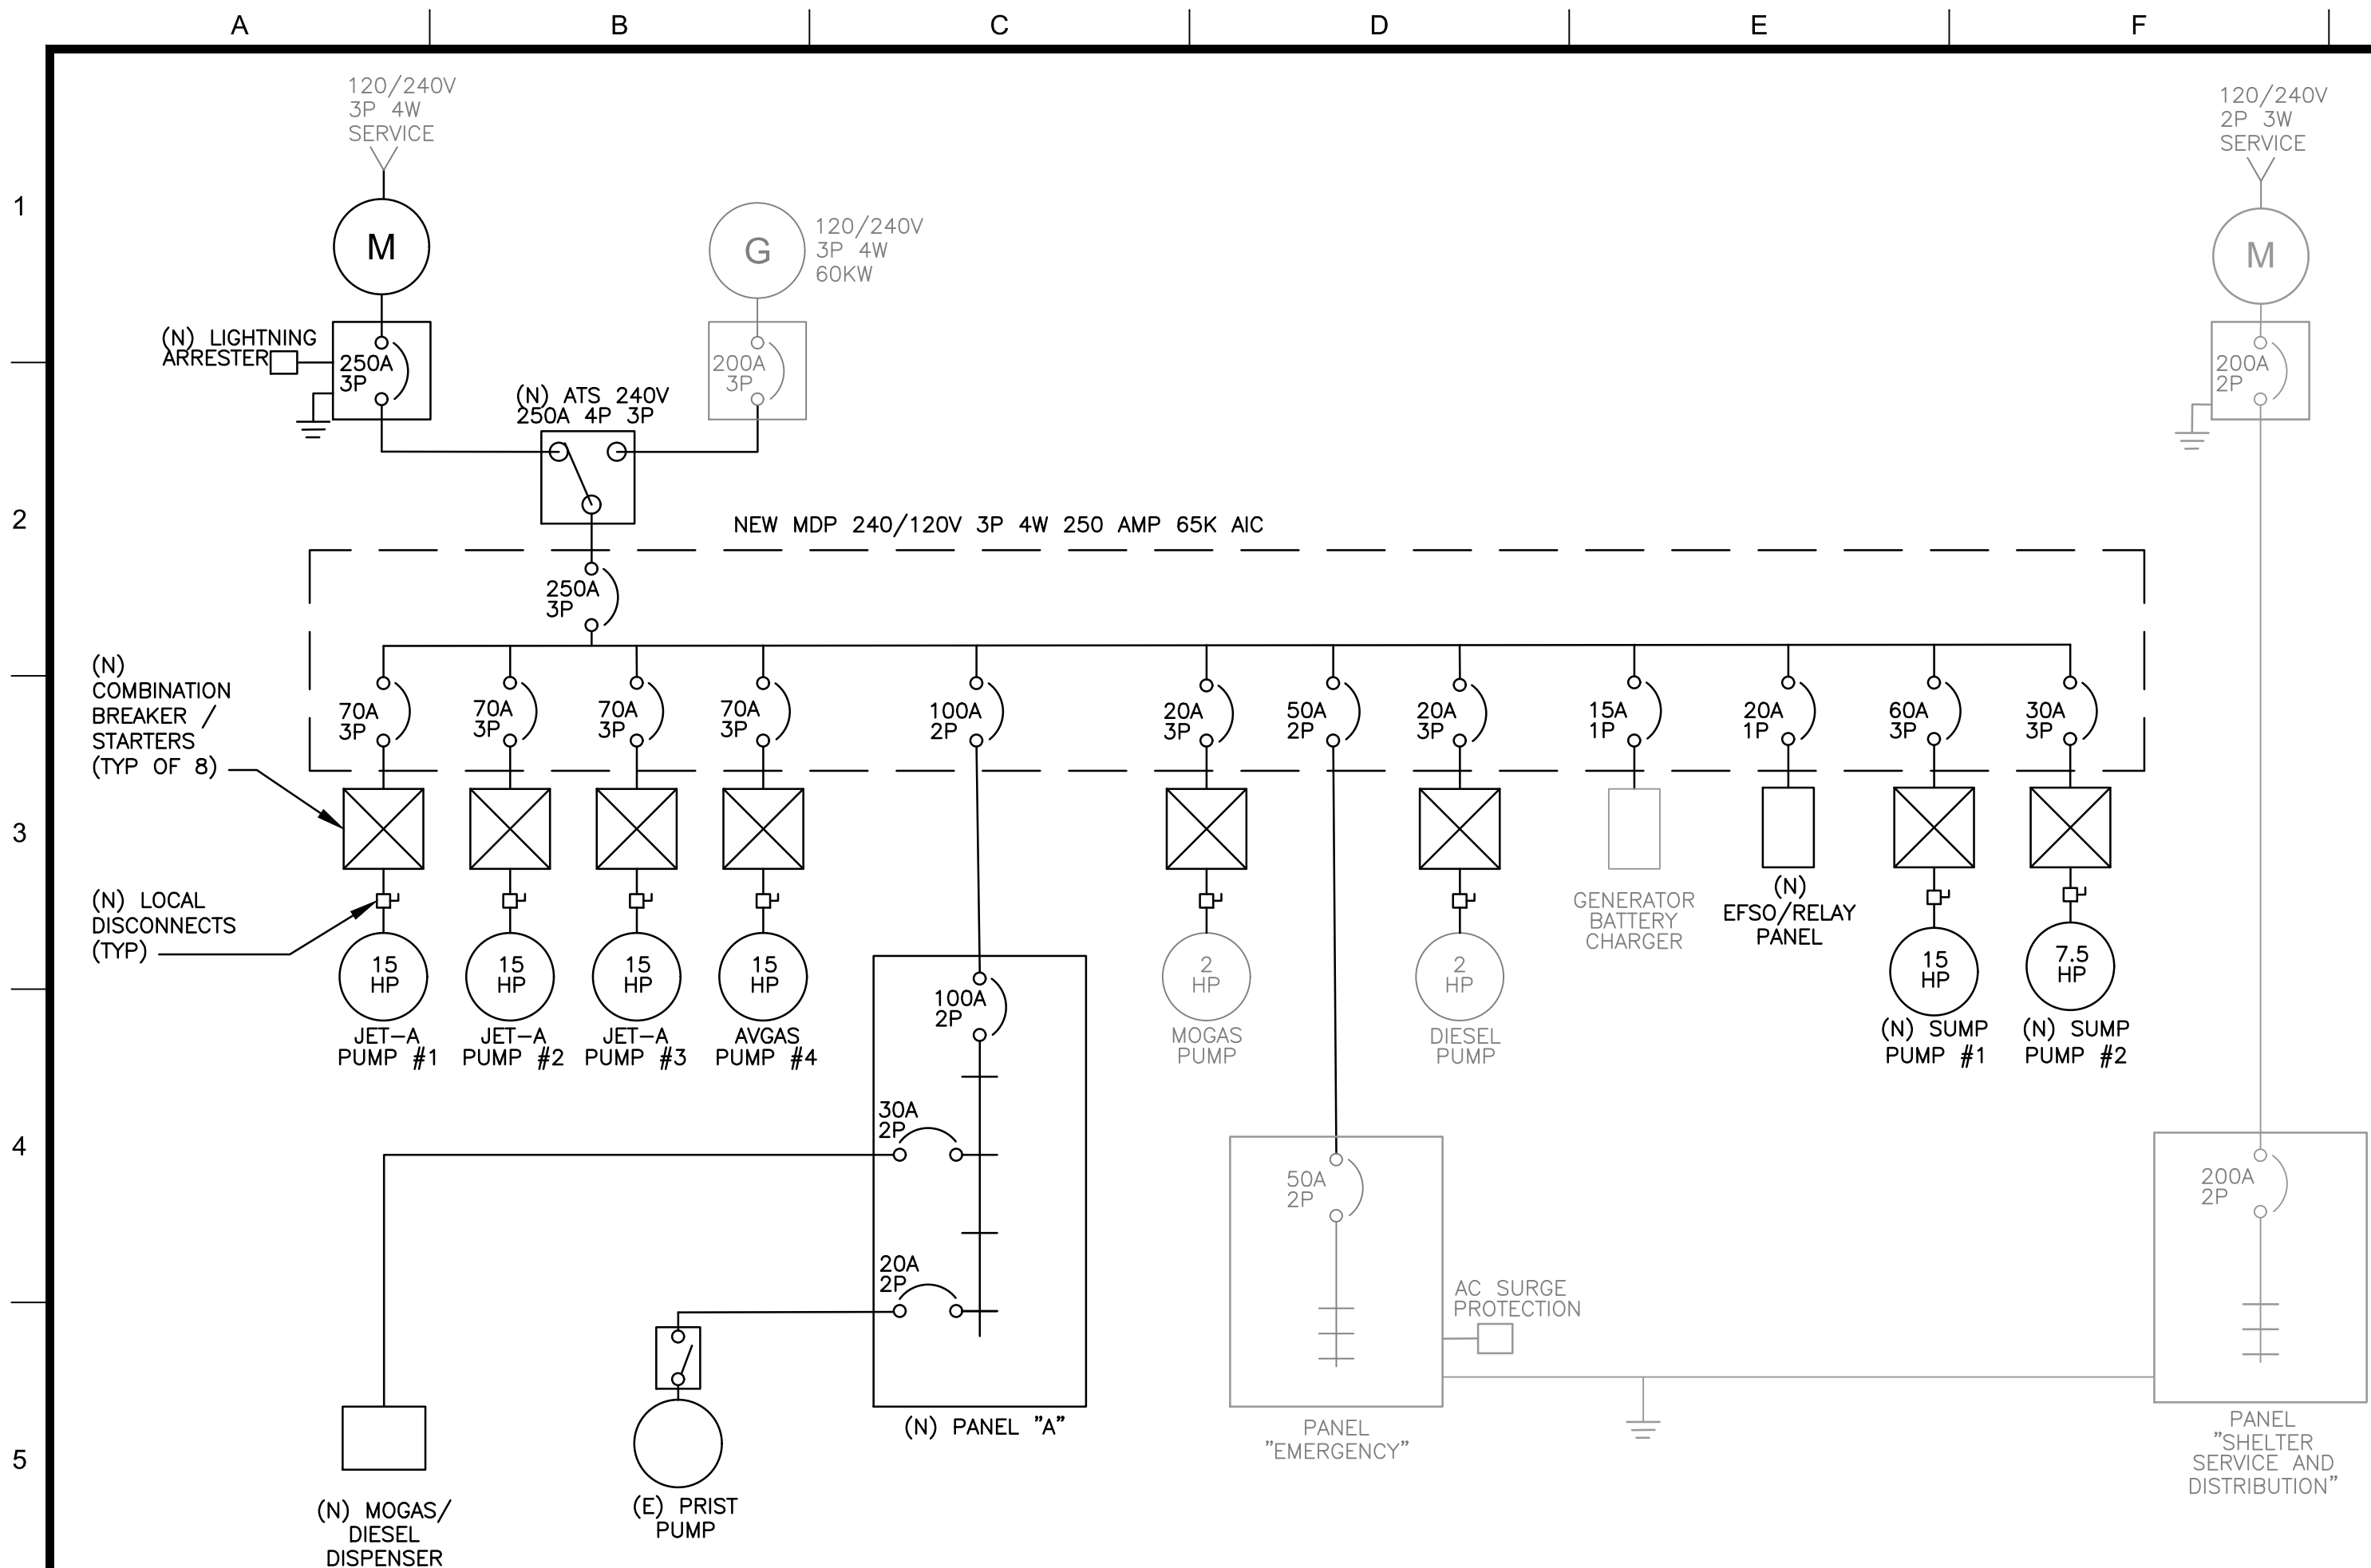 A B C D E F
120/240V
3P 4W
SERVICE
120/240V
2P 3W
SERVICE
1
M
G
120/240V
3P 4W
60KW
M
(N) LIGHTNING
ARRESTER
250A
3P
200A
3P
200A
2P
(N) ATS 240V
250A 4P 3P
2
NEW MDP 240/120V 3P 4W 250 AMP 65K AIC
250A
3P
(N)
COMBINATION
BREAKER /
STARTERS
(TYP OF 8)
70A
3P
70A
3P
70A
3P
70A
3P
100A
2P
20A
3P
50A
2P
20A
3P
15A
1P
20A
1P
60A
3P
30A
3P
3
(N) LOCAL
DISCONNECTS
(TYP)
GENERATOR
BATTERY
CHARGER
(N)
EFSO/RELAY
PANEL
15
HP
JET-A
PUMP #1
15
HP
JET-A
PUMP #2
15
HP
JET-A
PUMP #3
15
HP
AVGAS
PUMP #4
2
HP
MOGAS
PUMP
2
HP
DIESEL
PUMP
15
HP
(N) SUMP
PUMP #1
7.5
HP
(N) SUMP
PUMP #2
100A
2P
30A
2P
4
50A
2P
200A
2P
20A
2P
AC SURGE
PROTECTION
(N) PANEL "A"
PANEL
"EMERGENCY"
PANEL
"SHELTER
SERVICE AND
DISTRIBUTION"
5
(N) MOGAS/
DIESEL
DISPENSER
(E) PRIST
PUMP